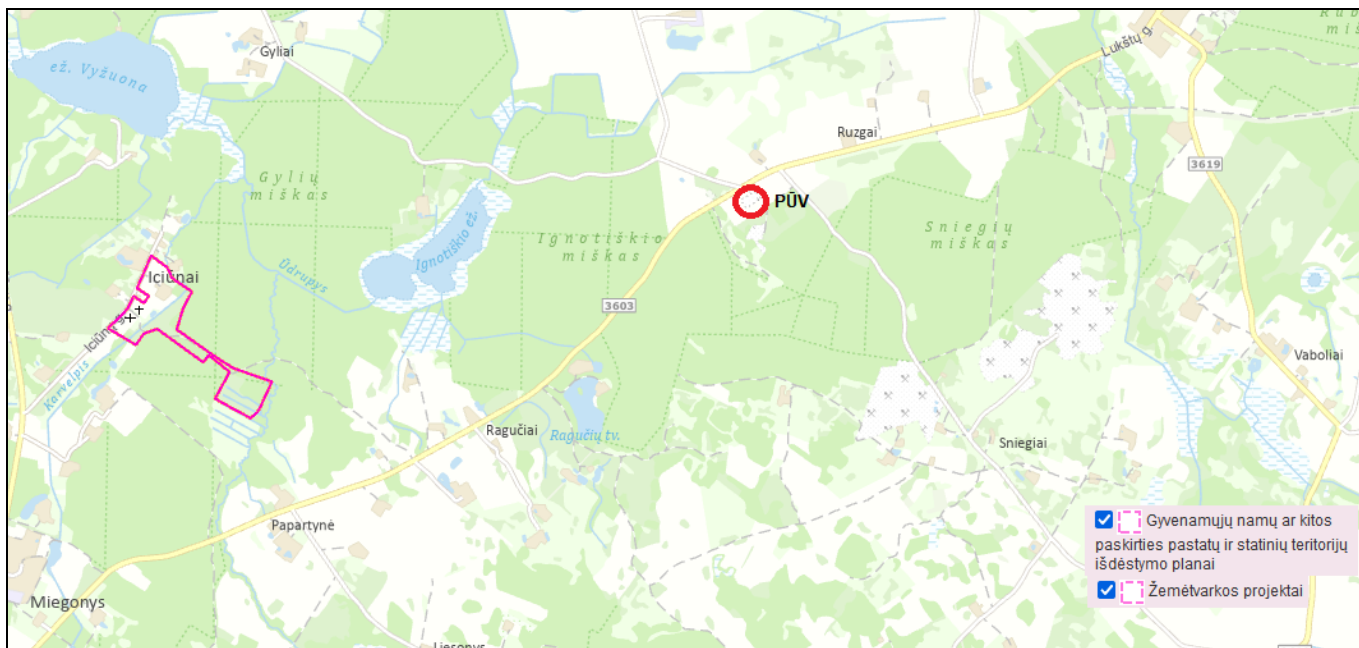 Gyliai
ež. Vyžuona
Lukštų g.
Ruzgai
3619
Gylių
miškas
PŪV
Ignotiškio ež.
Ignotiškio
miškas
Sniegių
miškas
Iciūnai
Ūdrupys
3603
Iciūnų g.
Karvelpis
Vaboliai
Ragučiai
Ragučių tv.
Sniegiai
Papartynė
Miegonys
Gyvenamųjų namų ar kitos
paskirties pastatų ir statinių teritorijų
išdėstymo planai
Žemėtvarkos projektai